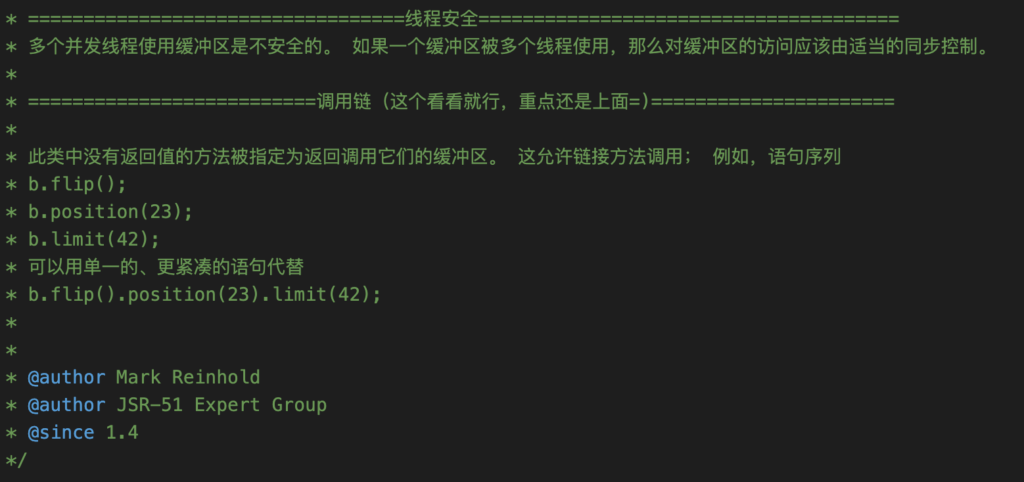 * ==================================线程安全======================================
* 多个并发线程使用缓冲区是不安全的。 如果一个缓冲区被多个线程使用，那么对缓冲区的访问应该由适当的同步控制。
*
* ==========================调用链（这个看看就行，重点还是上面=)======================
*
* 此类中没有返回值的方法被指定为返回调用它们的缓冲区。 这允许链接方法调用； 例如，语句序列
* b.flip();
* b.position(23);
* b.limit(42);
* 可以用单一的、更紧凑的语句代替
* b.flip().position(23).limit(42);
*
*
* @author Mark Reinhold
* @author JSR-51 Expert Group
* @since 1.4
*/